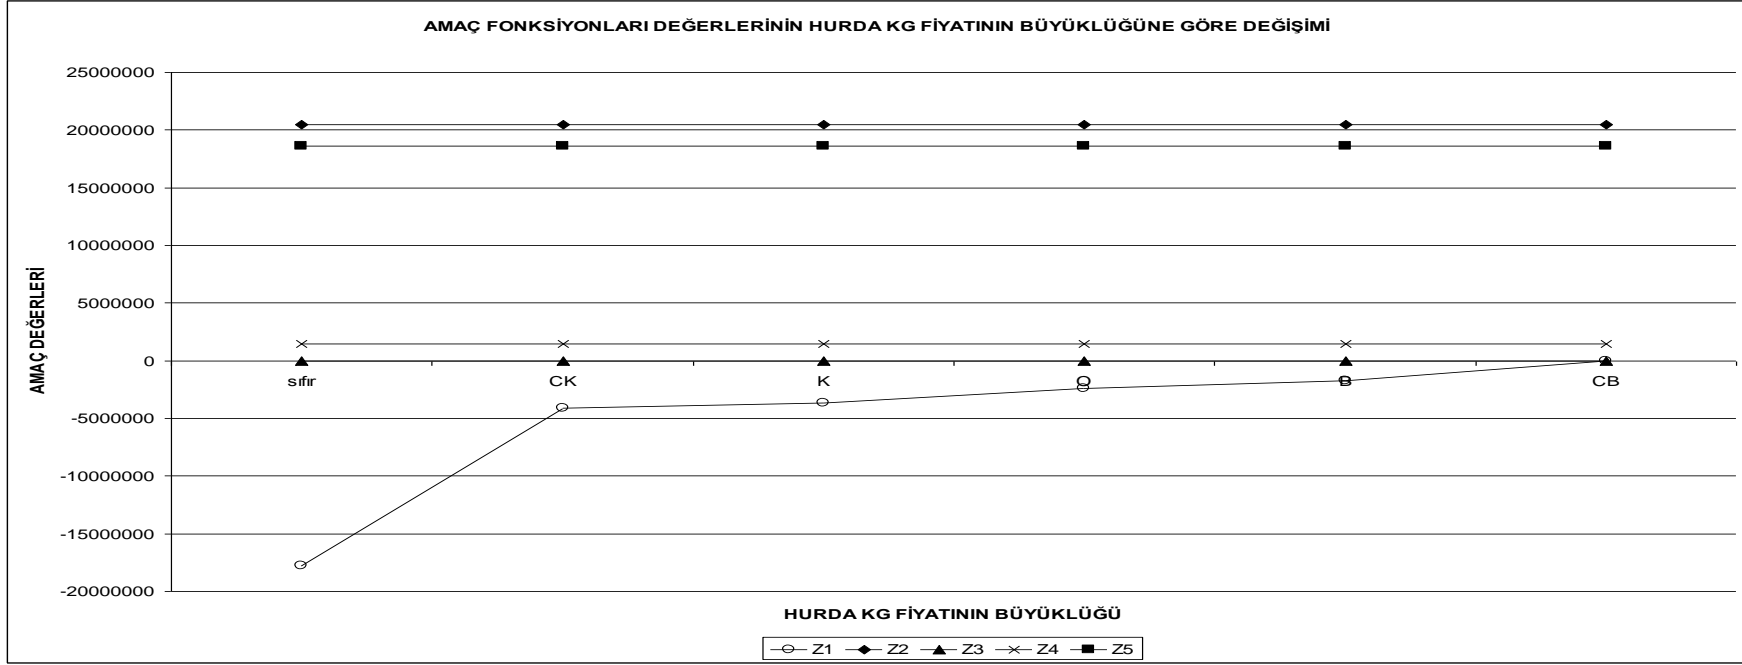 AMAÇ FONKSİYONLARI DEĞERLERİNİN HURDA KG FİYATININ BÜYÜKLÜĞÜNE GÖRE DEĞİŞİMİ
25000000
20000000
15000000
10000000
5000000
0
-5000000
-10000000
-15000000
-20000000
AMAÇ DEĞERLERİ
sıfır CK K O B CB
HURDA KG FİYATININ BÜYÜKLÜĞÜ
Z1 Z2 Z3 Z4 Z5